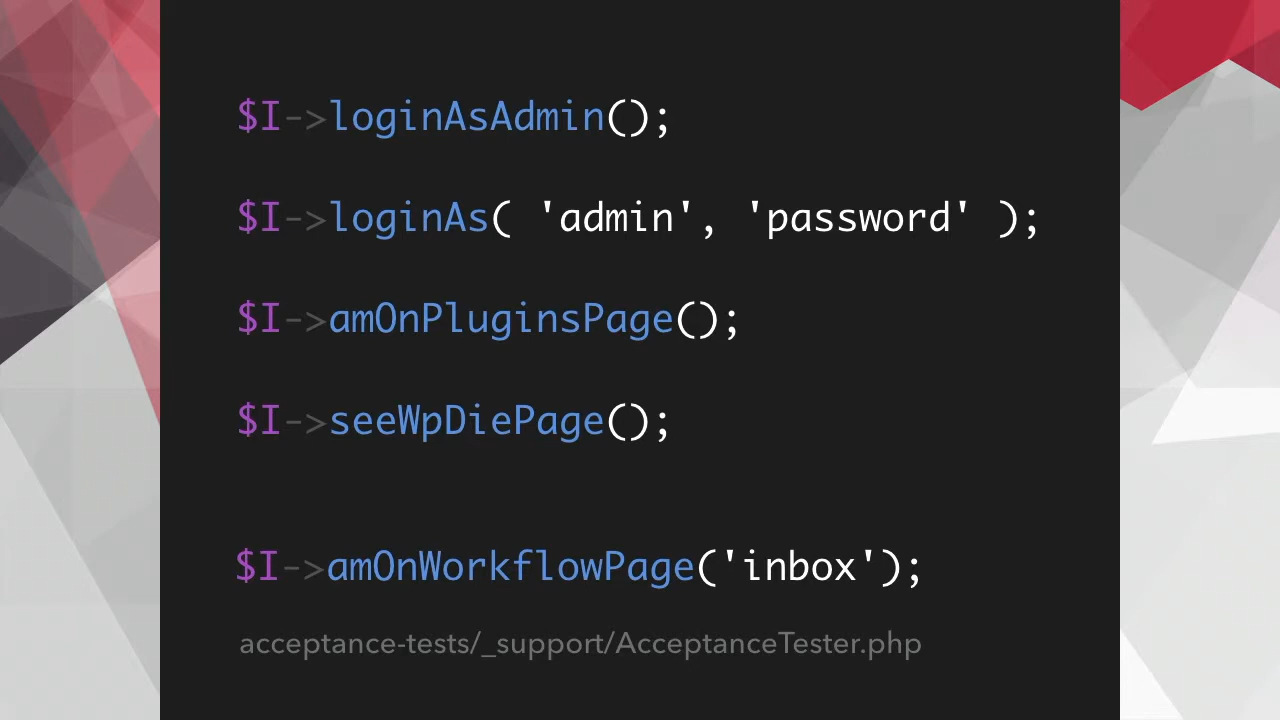 $I->loginAsAdmin();
$I->loginAs( 'admin', 'password' );
$I->amOnPluginsPage();
$I->seeWpDiePage();
$I->amOnWorkflowPage('inbox');
acceptance-tests/_support/AcceptanceTester.php